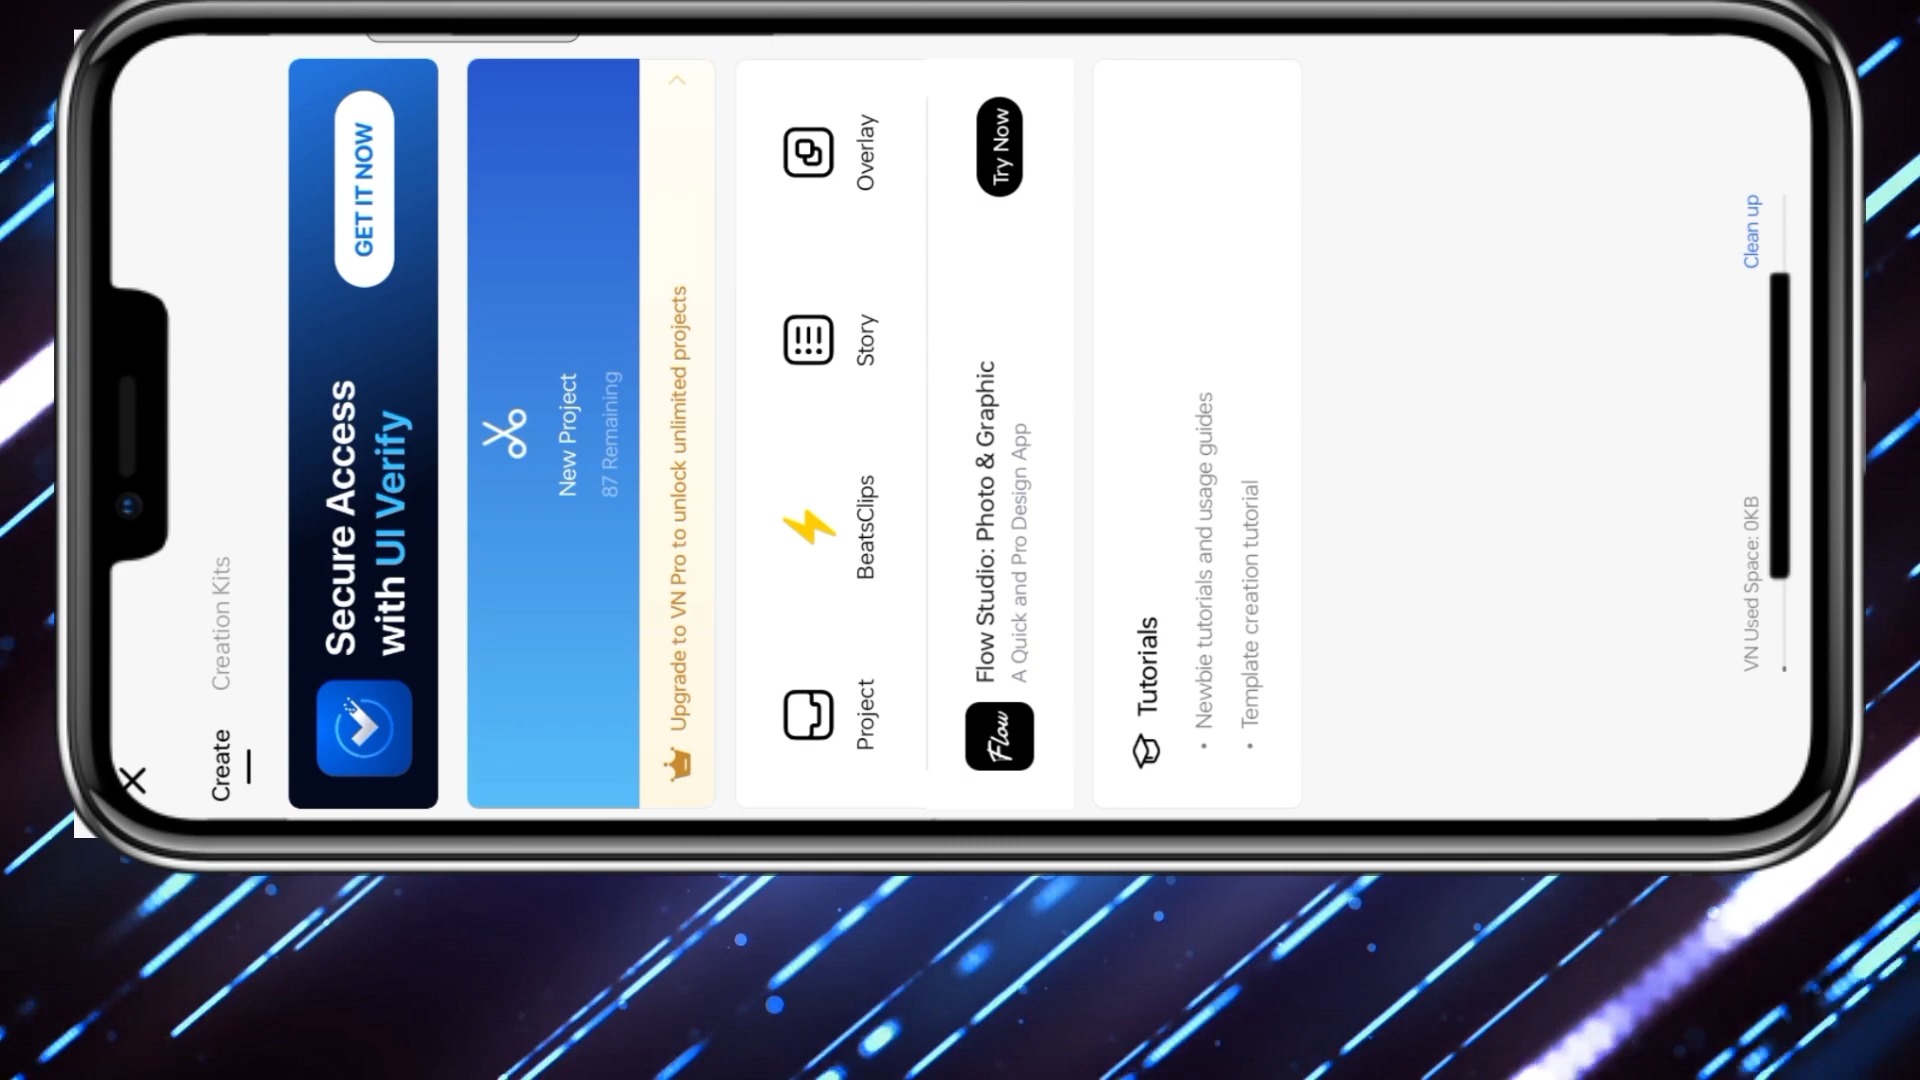 Create Creation Kits
Secure Access
with UI Verify
GET IT NOW
New Project
87 Remaining
Upgrade to VN Pro to unlock unlimited projects
Project BeatsClips Story Overlay
Flow
Flow Studio: Photo & Graphic
A Quick and Pro Design App
Try Now
Tutorials
• Newbie tutorials and usage guides
• Template creation tutorial
VN Used Space: 0KB Clean up